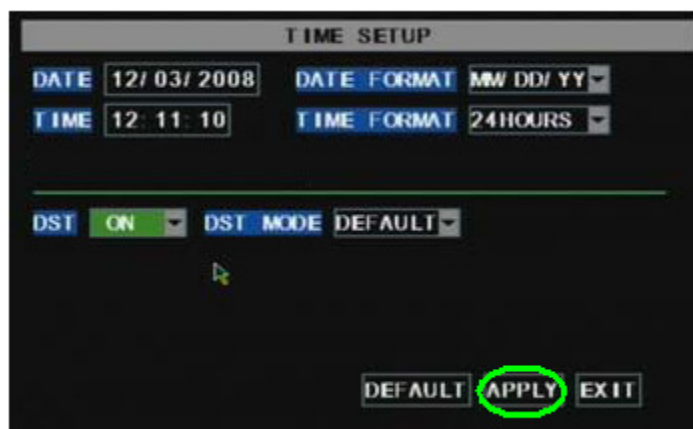 TIME SETUP
DATE 12/03/2008 DATE FORMAT MM/DD/YY
TIME 12:11:10 TIME FORMAT 24HOURS
DST ON DST MODE DEFAULT
DEFAULT APPLY EXIT